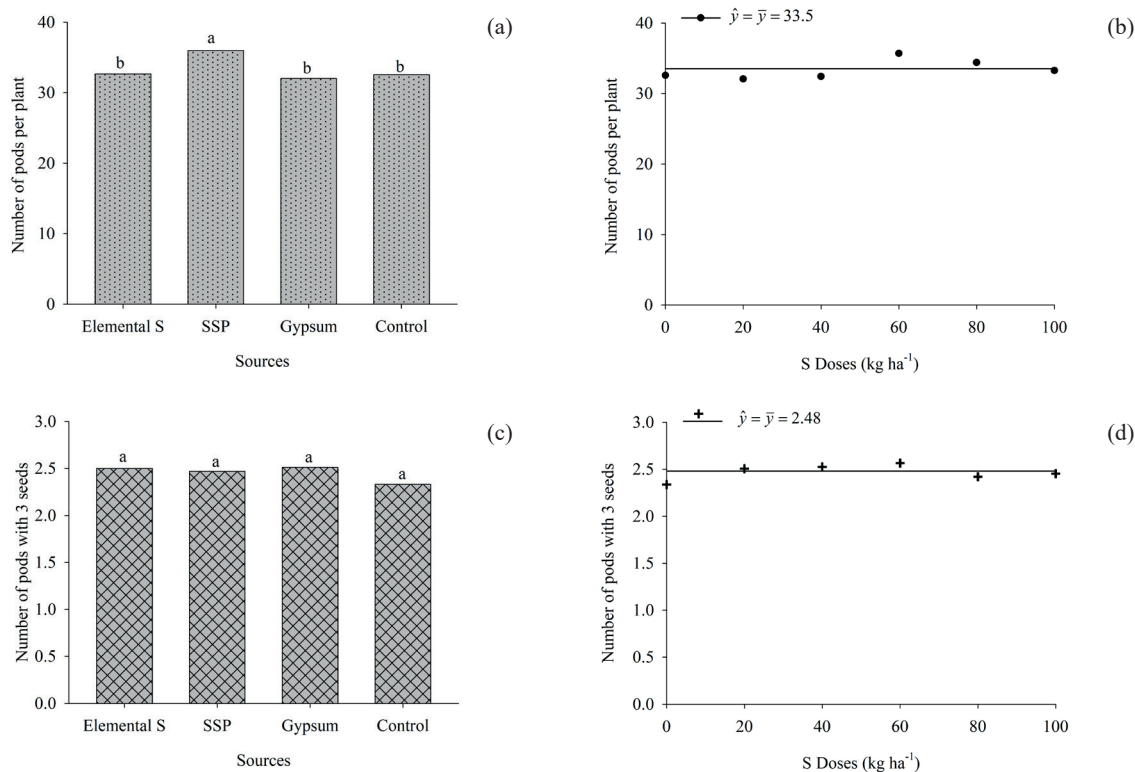 (a)
Number of pods per plant
40
30
20
10
0
b
a
b
b
Elemental S
SSP
Gypsum
Control
Sources
(b)
ŷ = ȳ = 33.5
Number of pods per plant
40
30
20
10
0
0
20
40
60
80
100
S Doses (kg ha⁻¹)
(c)
Number of pods with 3 seeds
3.0
2.5
2.0
1.5
1.0
0.5
0.0
a
a
a
a
Elemental S
SSP
Gypsum
Control
Sources
(d)
ŷ = ȳ = 2.48
Number of pods with 3 seeds
3.0
2.5
2.0
1.5
1.0
0.5
0.0
0
20
40
60
80
100
S Doses (kg ha⁻¹)